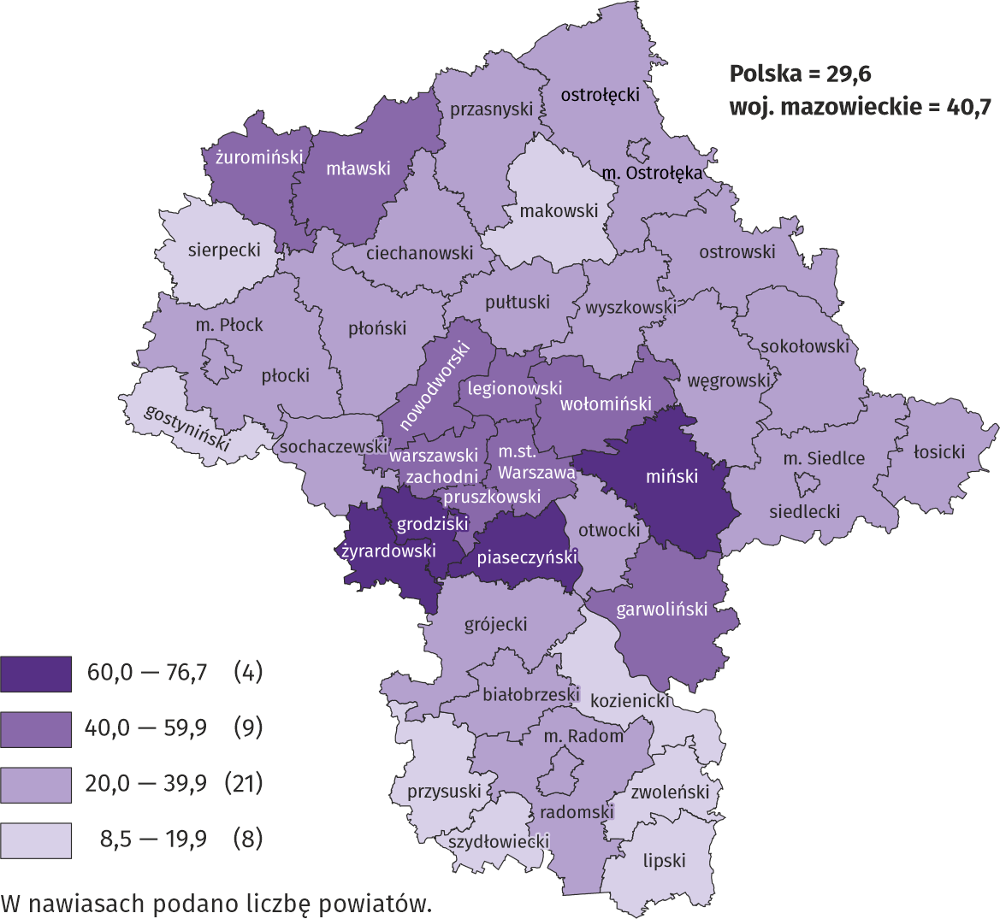 Polska = 29,6
woj. mazowieckie = 40,7
ostrołęcki
przasnyski
żuromiński
mławski
m. Ostrołęka
makowski
sierpecki
ciechanowski
ostrowski
pułtuski
wyszkowski
m. Płock
płoński
sokołowski
nowodworski
płocki
węgrowski
legionowski
wołomiński
gostyniński
sochaczewski
warszawski
zachodni
m.st.
Warszawa
m. Siedlce
łosicki
miński
pruszkowski
siedlecki
grodziski
otwocki
żyrardowski
piaseczyński
garwoliński
grójecki
białobrzeski
kozienicki
m. Radom
przysuski
zwoleński
radomski
szydłowiecki
lipski
60,0 — 76,7 (4)
40,0 — 59,9 (9)
20,0 — 39,9 (21)
8,5 — 19,9 (8)
W nawiasach podano liczbę powiatów.